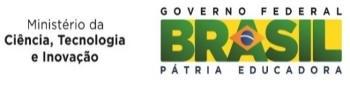 Ministério da
Ciência, Tecnologia
e Inovação
GOVERNO FEDERAL
BRASIL
PÁTRIA EDUCADORA